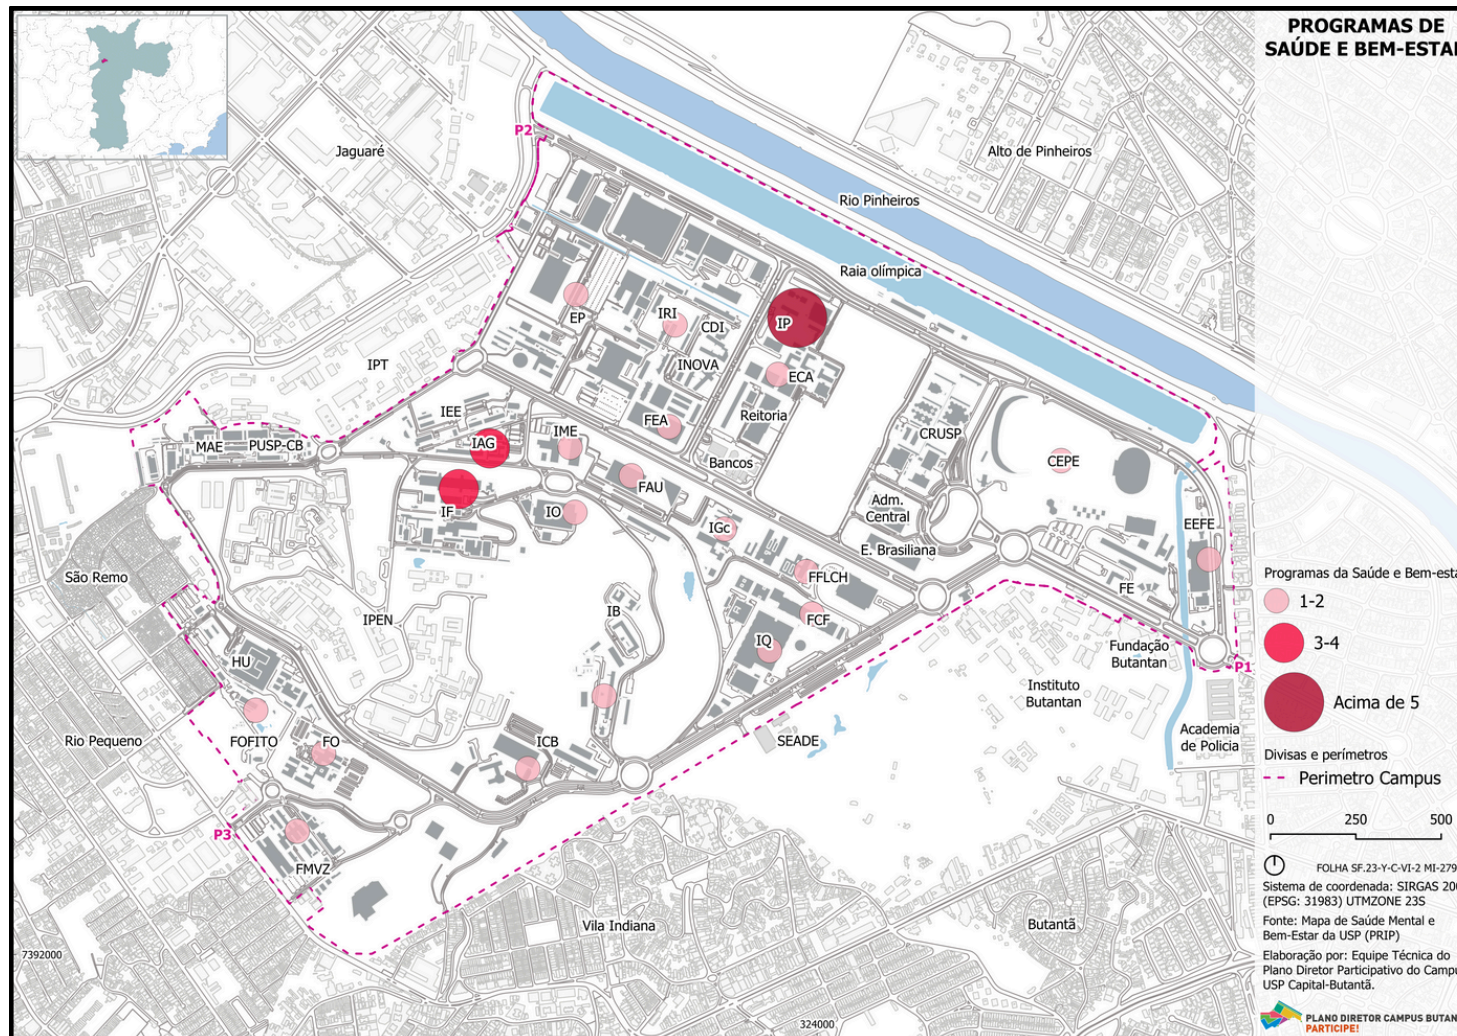 PROGRAMAS DE
SAÚDE E BEM-ESTAR
Jaguaré
P2
Alto de Pinheiros
Rio Pinheiros
Raia olímpica
EP
IRI
CDI
IP
INOVA
ECA
IPT
IEE
Reitoria
FEA
MAE
PUSP-CB
IAG
IME
CRUSP
Bancos
CEPE
FAU
IF
IO
Adm.
Central
IGc
EEFE
E. Brasiliana
São Remo
FFLCH
FE
IPEN
IB
FCF
IQ
HU
Fundação
Butantan
P1
Instituto
Butantan
Rio Pequeno
FOFITO
FO
ICB
SEADE
Academia
de Policia
P3
FMVZ
Vila Indiana
Butantã
7392000
324000
Programas da Saúde e Bem-esta
1-2
3-4
Acima de 5
Divisas e perímetros
Perimetro Campus
0 250 500
FOLHA SF.23-Y-C-VI-2 MI-279
Sistema de coordenada: SIRGAS 200
(EPSG: 31983) UTMZONE 23S
Fonte: Mapa de Saúde Mental e
Bem-Estar da USP (PRIP)
Elaboração por: Equipe Técnica do
Plano Diretor Participativo do Campu
USP Capital-Butantã.
PLANO DIRETOR CAMPUS BUTAN
PARTICIPE!